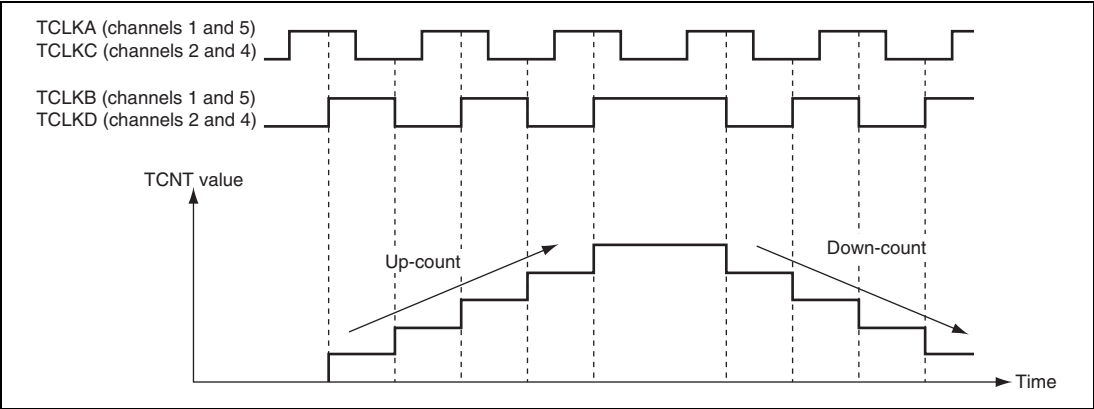 TCLKA (channels 1 and 5)
TCLKC (channels 2 and 4)
TCLKB (channels 1 and 5)
TCLKD (channels 2 and 4)
TCNT value
Up-count
Down-count
Time